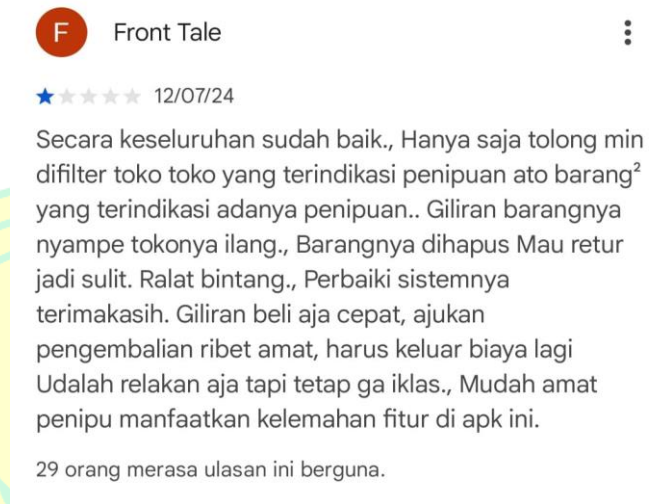 F
Front Tale
12/07/24
Secara keseluruhan sudah baik., Hanya saja tolong min
difilter toko toko yang terindikasi penipuan ato barang²
yang terindikasi adanya penipuan.. Giliran barangnya
nyampe tokonya ilang., Barangnya dihapus Mau retur
jadi sulit. Ralat bintang., Perbaiki sistemnya
terimakasih. Giliran beli aja cepat, ajukan
pengembalian ribet amat, harus keluar biaya lagi
Udalah relakan aja tapi tetap ga iklas., Mudah amat
penipu manfaatkan kelemahan fitur di apk ini.
29 orang merasa ulasan ini berguna.